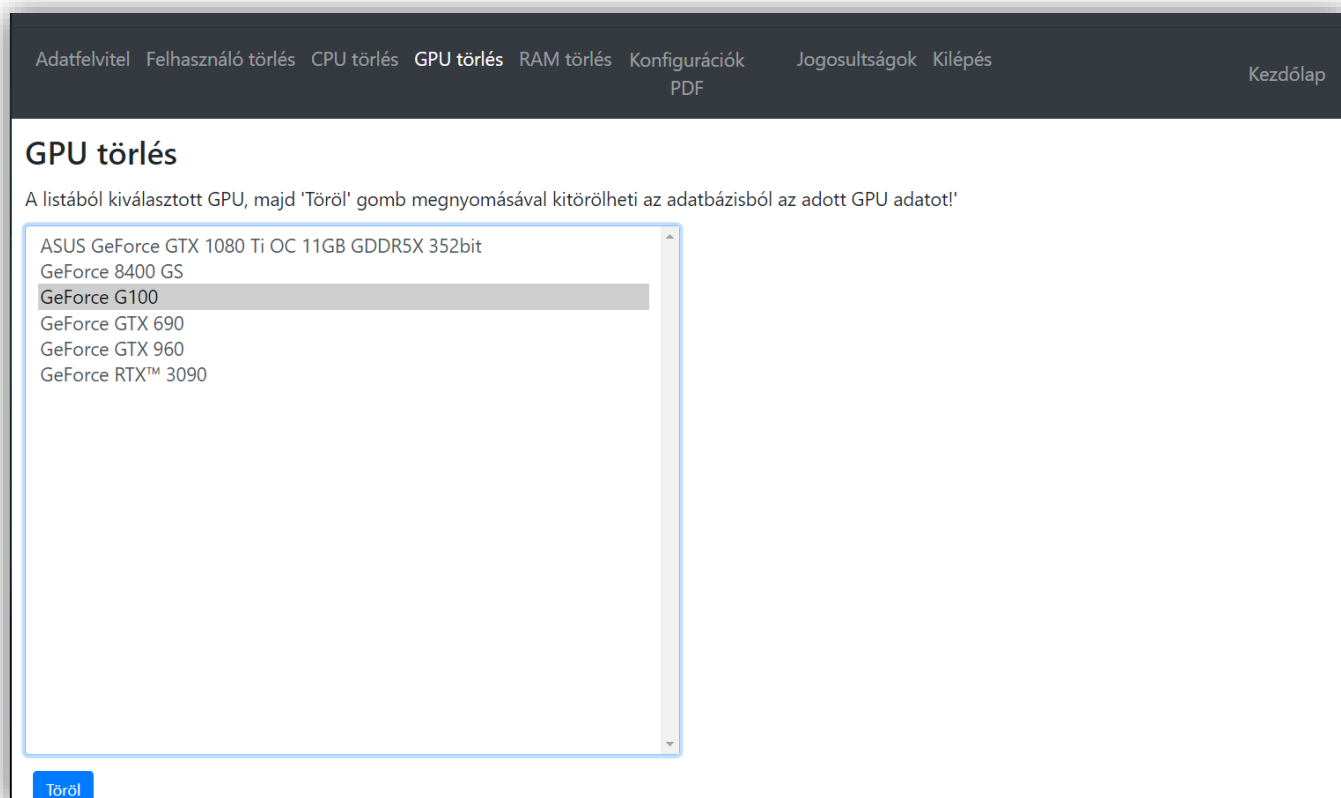 Adatfelvitel Felhasználó törlés CPU törlés GPU törlés RAM törlés Konfigurációk PDF Jogosultságok Kilépés Kezdőlap
GPU törlés
A listából kiválasztott GPU, majd 'Töröl' gomb megnyomásával kitörölheti az adatbázisból az adott GPU adatot!'
ASUS GeForce GTX 1080 Ti OC 11GB GDDR5X 352bit
GeForce 8400 GS
GeForce G100
GeForce GTX 690
GeForce GTX 960
GeForce RTX™ 3090
Töröl